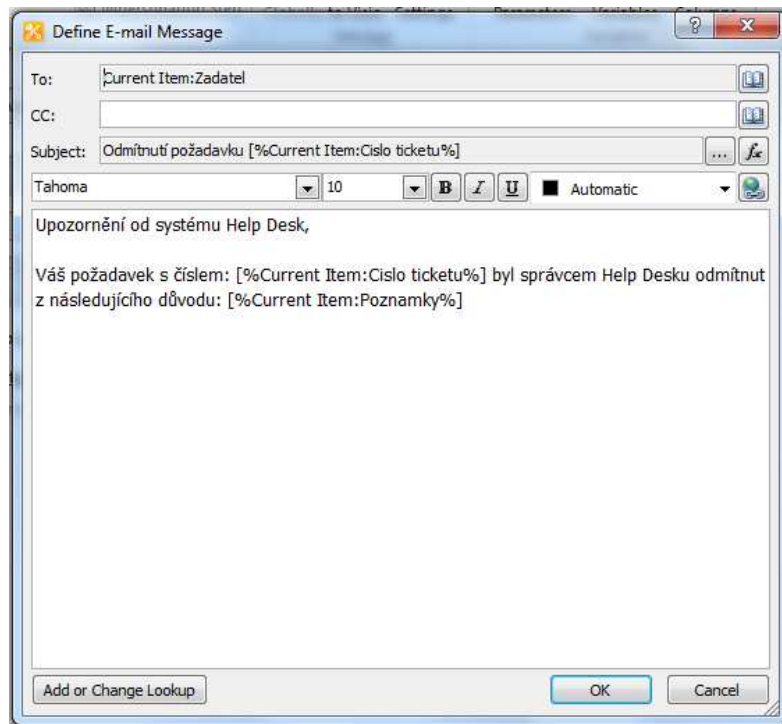 Define E-mail Message
To: Current Item:Zadatel
CC:
Subject: Odmítnutí požadavku [%Current Item:Cislo ticketu%] ... fx
Tahoma 10 B I U Automatic
Upozornění od systému Help Desk,
Váš požadavek s číslem: [%Current Item:Cislo ticketu%] byl správcem Help Desku odmítnut
z následujícího důvodu: [%Current Item:Poznamky%]
Add or Change Lookup OK Cancel